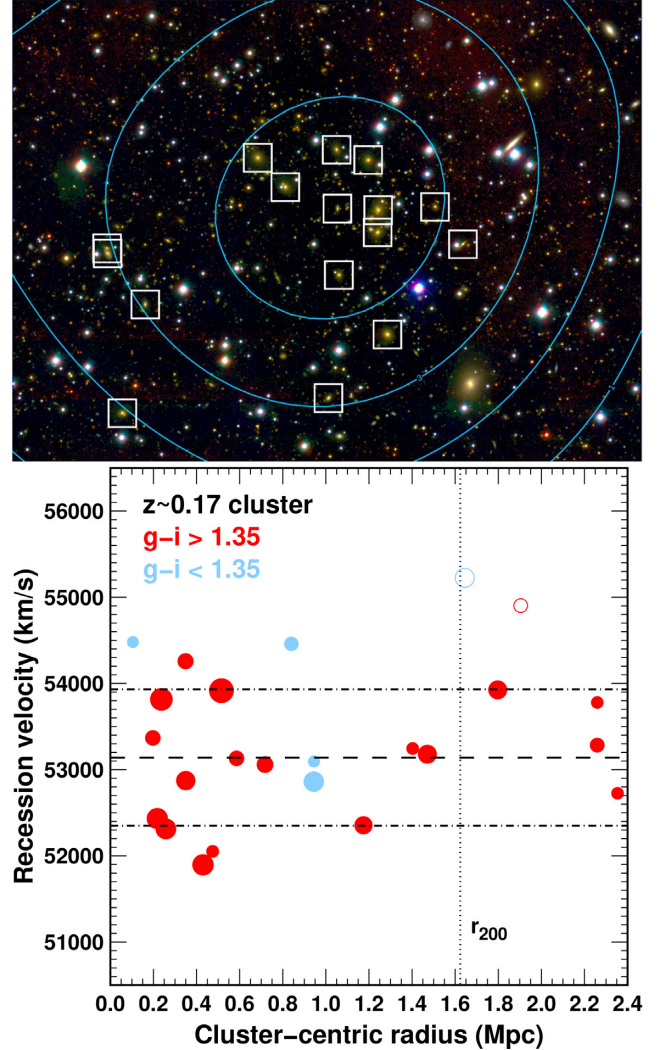 z~0.17 cluster
g-i > 1.35
g-i < 1.35
56000
55000
54000
53000
52000
51000
Recession velocity (km/s)
r200
0.0 0.2 0.4 0.6 0.8 1.0 1.2 1.4 1.6 1.8 2.0 2.2 2.4
Cluster-centric radius (Mpc)